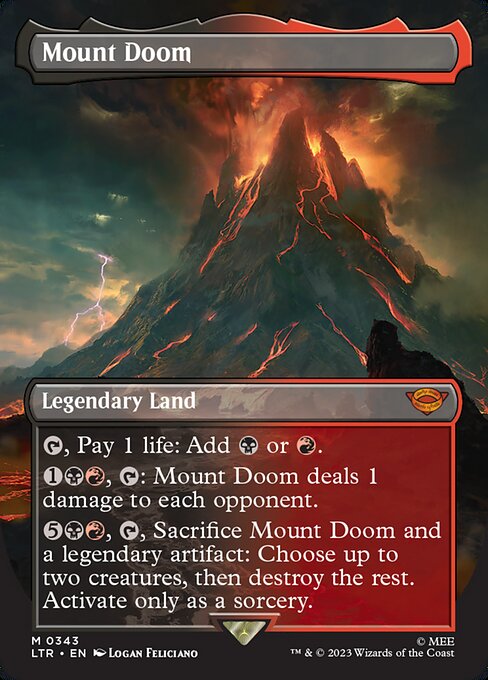 Mount Doom
Legendary Land
, Pay 1 life: Add or .
1 , : Mount Doom deals 1
damage to each opponent.
5 , , Sacrifice Mount Doom and
a legendary artifact: Choose up to
two creatures, then destroy the rest.
Activate only as a sorcery.
M 0343
LTR • EN Logan Feliciano
© MEE
™ & © 2023 Wizards of the Coast